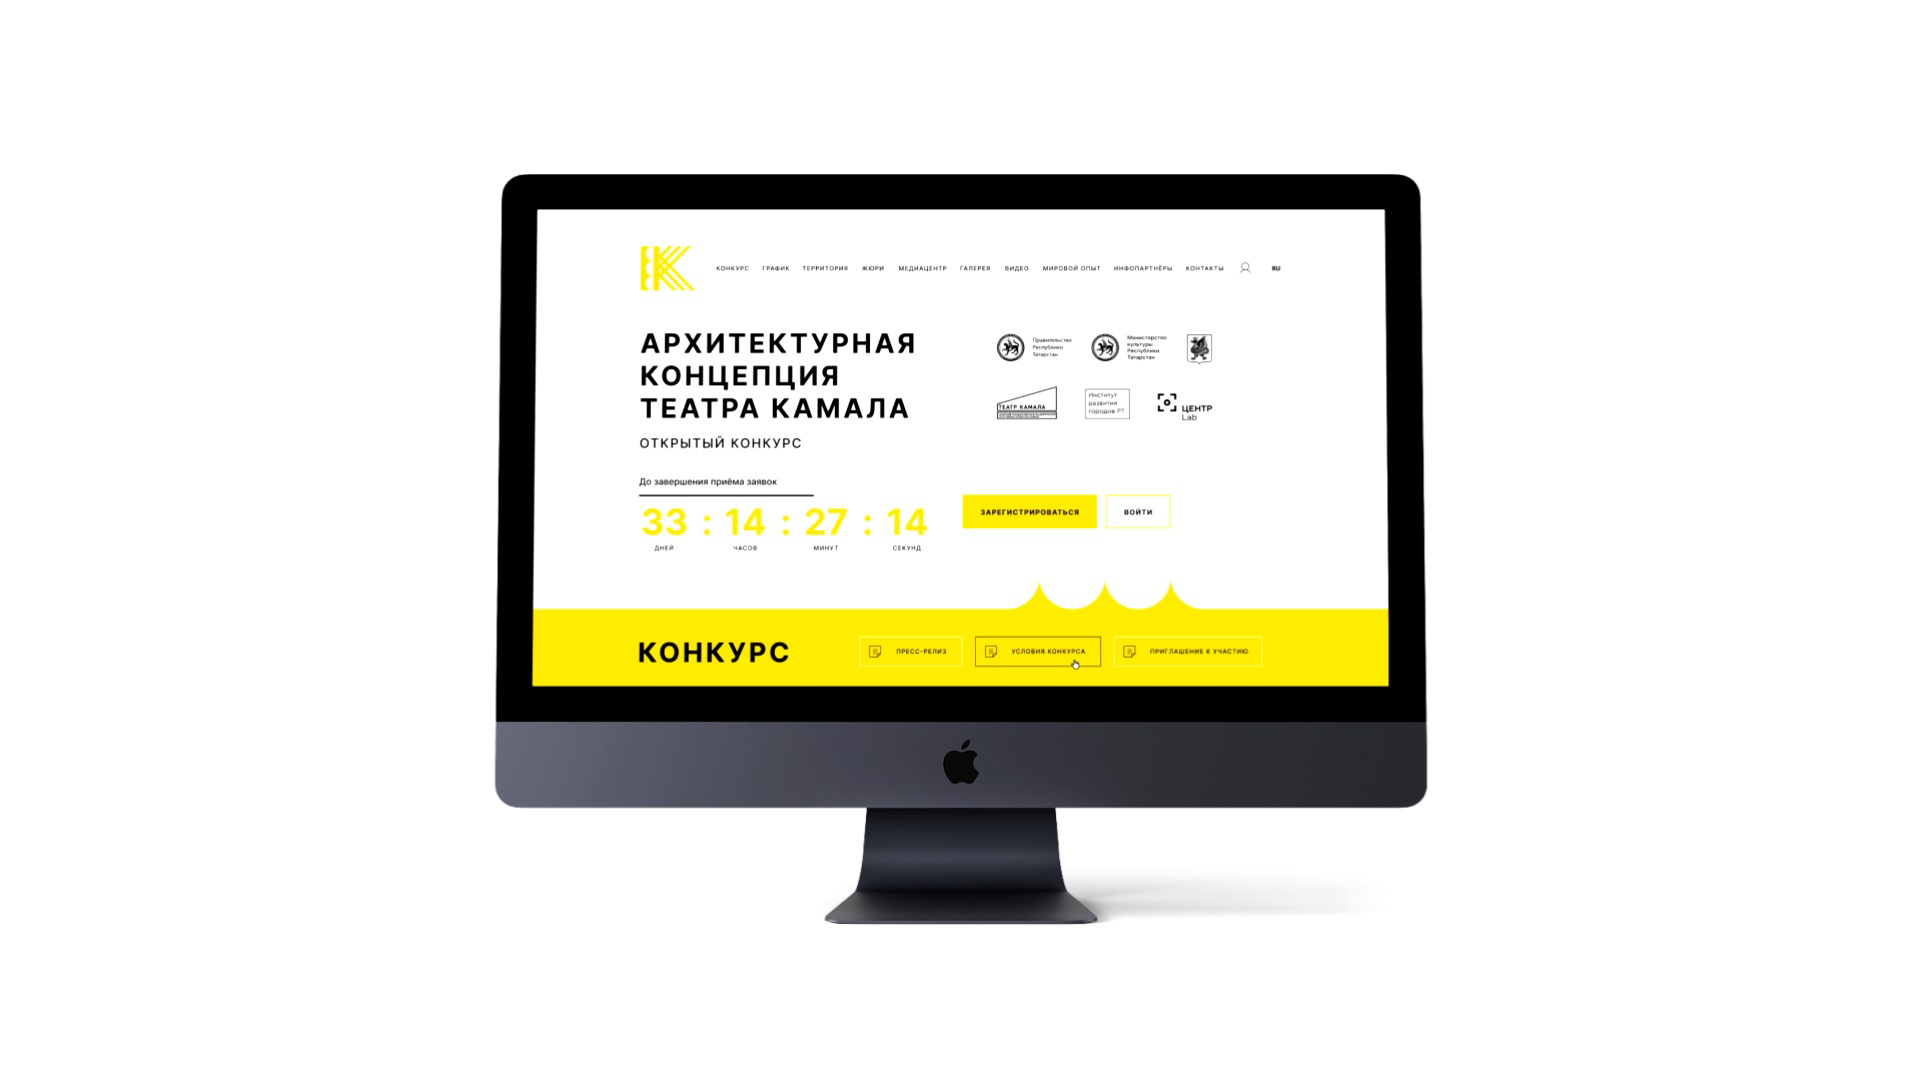 КОНКУРС ГРАФИК ТЕРРИТОРИЯ ЖЮРИ МЕДИАЦЕНТР ГАЛЕРЕЯ ВИДЕО МИРОВОЙ ОПЫТ ИНФОПАРТНЁРЫ КОНТАКТЫ RU
АРХИТЕКТУРНАЯ
КОНЦЕПЦИЯ
ТЕАТРА КАМАЛА
ОТКРЫТЫЙ КОНКУРС
Правительство
Республики
Татарстан
Министерство
культуры
Республики
Татарстан
ТЕАТР КАМАЛА
Институт
развития
городов РТ
ЦЕНТР
Lab
До завершения приёма заявок
33 : 14 : 27 : 14
ДНЕЙ ЧАСОВ МИНУТ СЕКУНД
ЗАРЕГИСТРИРОВАТЬСЯ ВОЙТИ
КОНКУРС
ПРЕСС-РЕЛИЗ УСЛОВИЯ КОНКУРСА ПРИГЛАШЕНИЕ К УЧАСТИЮ